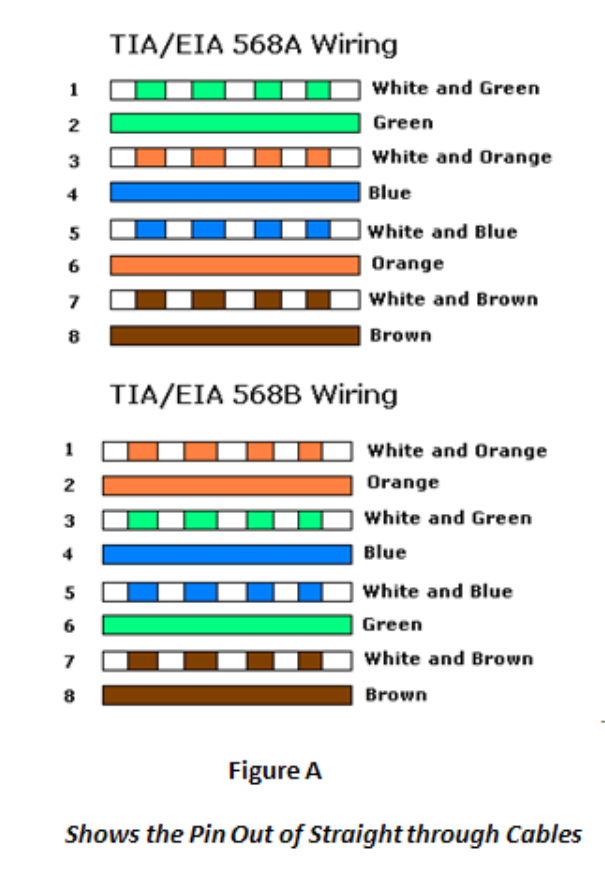 TIA/EIA 568A Wiring
1 White and Green
2 Green
3 White and Orange
4 Blue
5 White and Blue
6 Orange
7 White and Brown
8 Brown
TIA/EIA 568B Wiring
1 White and Orange
2 Orange
3 White and Green
4 Blue
5 White and Blue
6 Green
7 White and Brown
8 Brown
Figure A
Shows the Pin Out of Straight through Cables